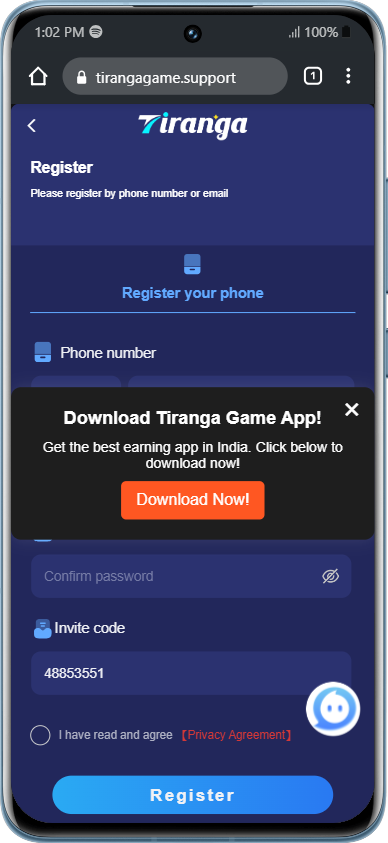 1:02 PM
100%
tirangagame.support
1
Tiranga
Register
Please register by phone number or email
Register your phone
Phone number
Download Tiranga Game App!
Get the best earning app in India. Click below to
download now!
Download Now!
Confirm password
Invite code
48853551
I have read and agree 【Privacy Agreement】
Register